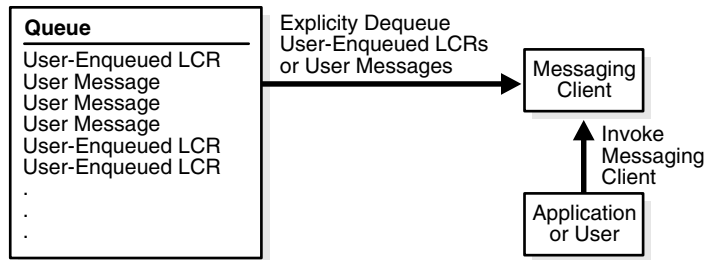 Queue
User-Enqueued LCR
User Message
User Message
User Message
User-Enqueued LCR
User-Enqueued LCR
.
.
.
Explicity Dequeue
User-Enqueued LCRs
or User Messages
Messaging
Client
Invoke
Messaging
Client
Application
or User